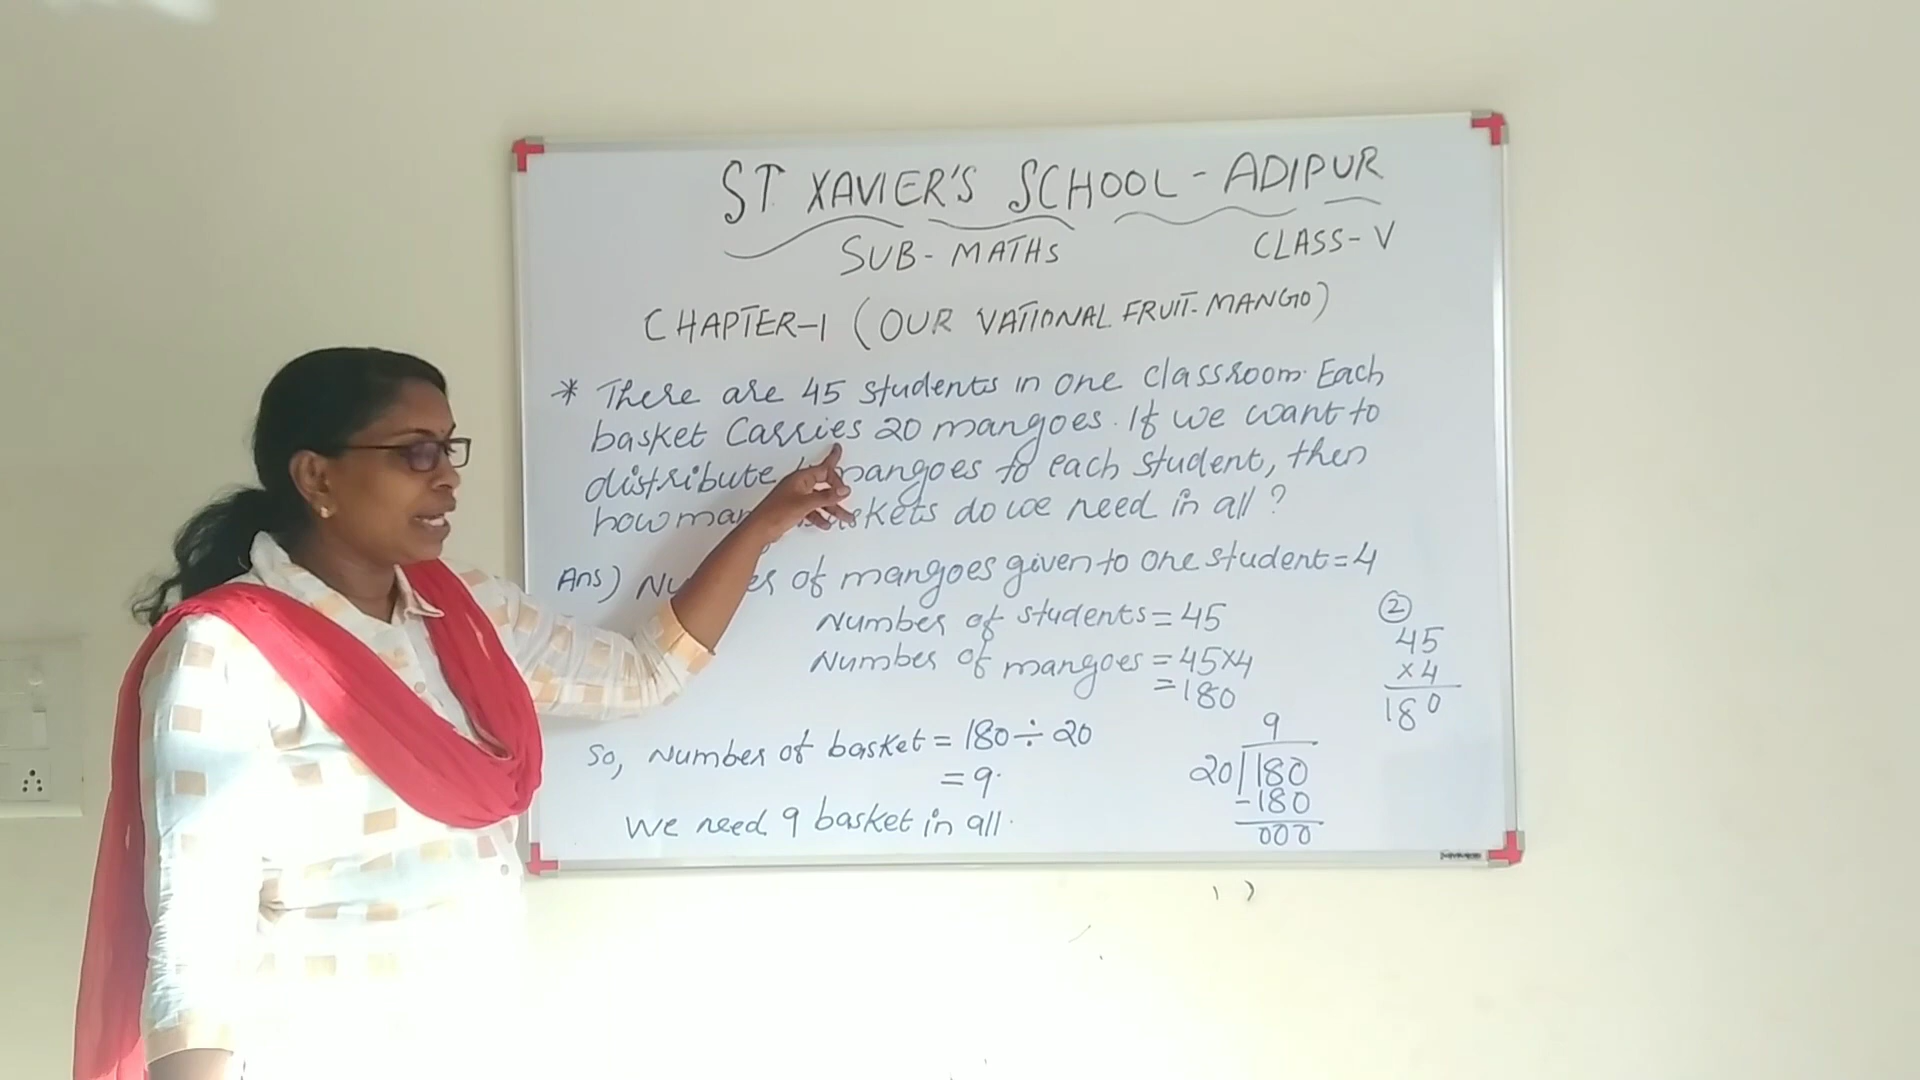 ST XAVIER'S SCHOOL - ADIPUR
SUB - MATHS CLASS - V
CHAPTER-1 (OUR NATIONAL FRUIT-MANGO)
* There are 45 students in one classroom. Each
basket carries 20 mangoes. If we want to
distribute mangoes to each student, then
how do we need in all ?
Ans) of mangoes given to one student = 4
Number of students = 45
Number of mangoes = 45×4
= 180
②
45
×4
180
So, Number of basket = 180 ÷ 20
= 9.
We need 9 basket in all.
9
20 180
-180
000